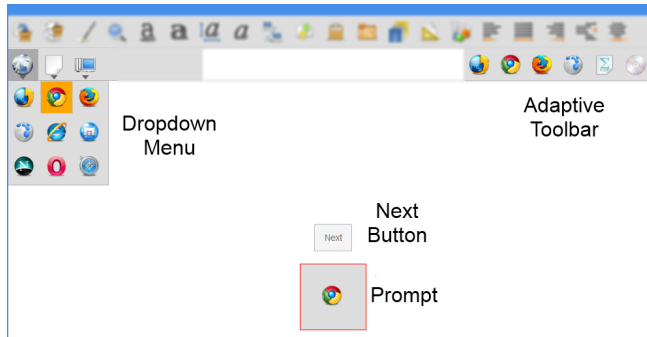 a a a a
Adaptive
Toolbar
Dropdown
Menu
Next
Button
Next
Prompt